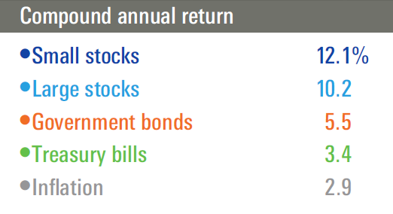 Compound annual return
•Small stocks 12.1%
•Large stocks 10.2
•Government bonds 5.5
•Treasury bills 3.4
•Inflation 2.9